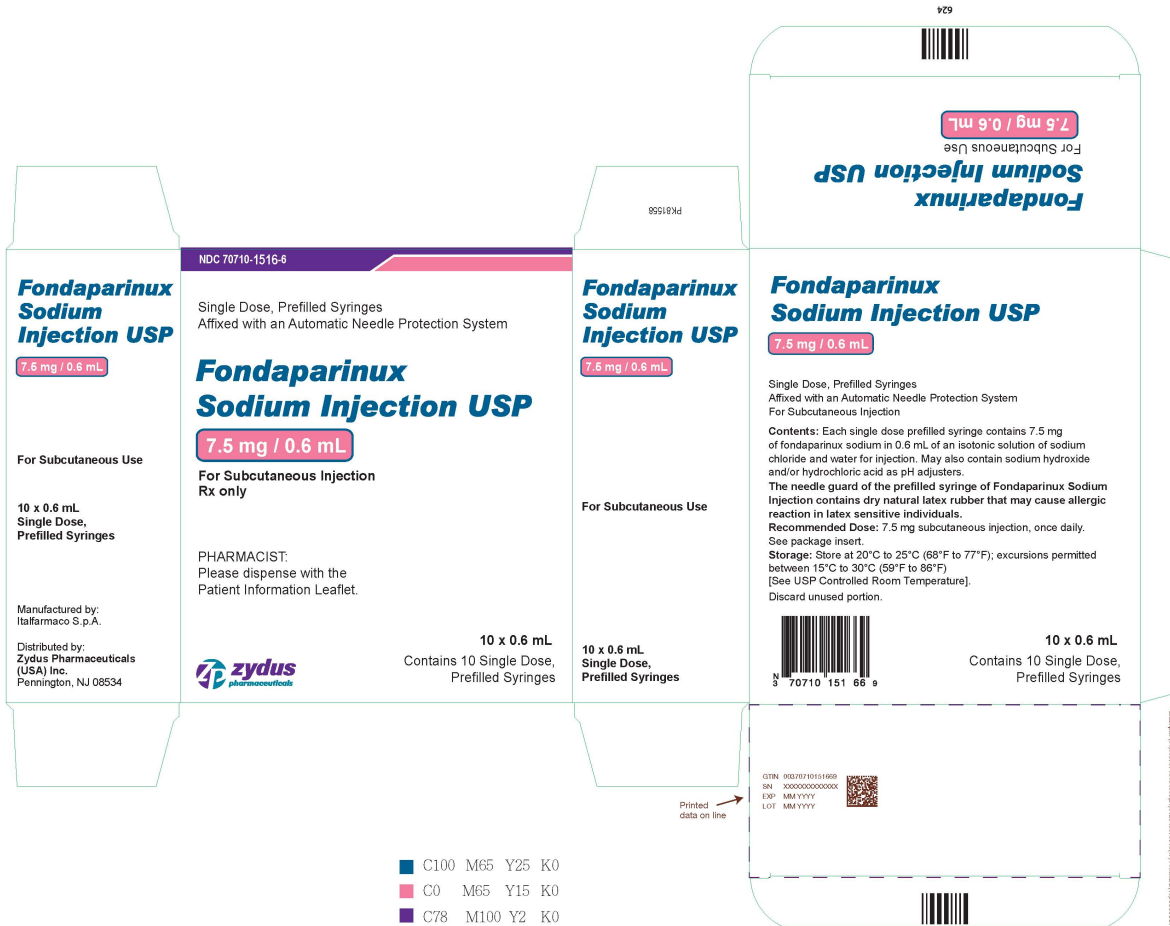 624
7.5 mg / 0.6 mL
For Subcutaneous Use
Fondaparinux
Sodium Injection USP
PK81558
Fondaparinux
Sodium
Injection USP
7.5 mg / 0.6 mL
For Subcutaneous Use
10 x 0.6 mL
Single Dose,
Prefilled Syringes
Manufactured by:
Italfarmaco S.p.A.
Distributed by:
Zydus Pharmaceuticals
(USA) Inc.
Pennington, NJ 08534
NDC 70710-1516-6
Single Dose, Prefilled Syringes
Affixed with an Automatic Needle Protection System
Fondaparinux
Sodium Injection USP
7.5 mg / 0.6 mL
For Subcutaneous Injection
Rx only
PHARMACIST:
Please dispense with the
Patient Information Leaflet.
zydus
pharmaceuticals
10 x 0.6 mL
Contains 10 Single Dose,
Prefilled Syringes
Fondaparinux
Sodium
Injection USP
7.5 mg / 0.6 mL
For Subcutaneous Use
10 x 0.6 mL
Single Dose,
Prefilled Syringes
Fondaparinux
Sodium Injection USP
7.5 mg / 0.6 mL
Single Dose, Prefilled Syringes
Affixed with an Automatic Needle Protection System
For Subcutaneous Injection
Contents: Each single dose prefilled syringe contains 7.5 mg
of fondaparinux sodium in 0.6 mL of an isotonic solution of sodium
chloride and water for injection. May also contain sodium hydroxide
and/or hydrochloric acid as pH adjusters.
The needle guard of the prefilled syringe of Fondaparinux Sodium
Injection contains dry natural latex rubber that may cause allergic
reaction in latex sensitive individuals.
Recommended Dose: 7.5 mg subcutaneous injection, once daily.
See package insert.
Storage: Store at 20°C to 25°C (68°F to 77°F); excursions permitted
between 15°C to 30°C (59°F to 86°F)
[See USP Controlled Room Temperature].
Discard unused portion.
N
3 70710 151 66 9
10 x 0.6 mL
Contains 10 Single Dose,
Prefilled Syringes
GTIN 00370710151669
SN XXXXXXXXXXXXX
EXP MM YYYY
LOT MM YYYY
Printed
data on line
C100 M65 Y25 K0
C0 M65 Y15 K0
C78 M100 Y2 K0